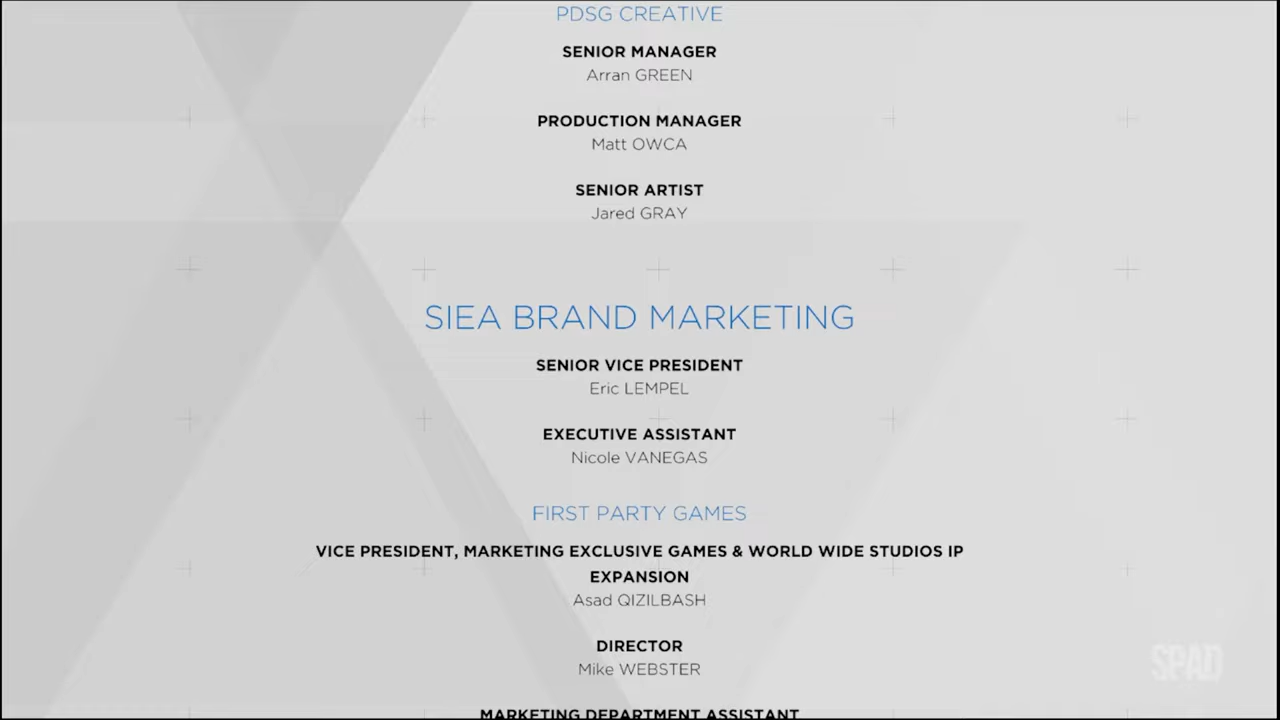 PDSG CREATIVE
SENIOR MANAGER
Arran GREEN
PRODUCTION MANAGER
Matt OWCA
SENIOR ARTIST
Jared GRAY
SIEA BRAND MARKETING
SENIOR VICE PRESIDENT
Eric LEMPEL
EXECUTIVE ASSISTANT
Nicole VANEGAS
FIRST PARTY GAMES
VICE PRESIDENT, MARKETING EXCLUSIVE GAMES & WORLD WIDE STUDIOS IP
EXPANSION
Asad QIZILBASH
DIRECTOR
Mike WEBSTER
MARKETING DEPARTMENT ASSISTANT
SPAD